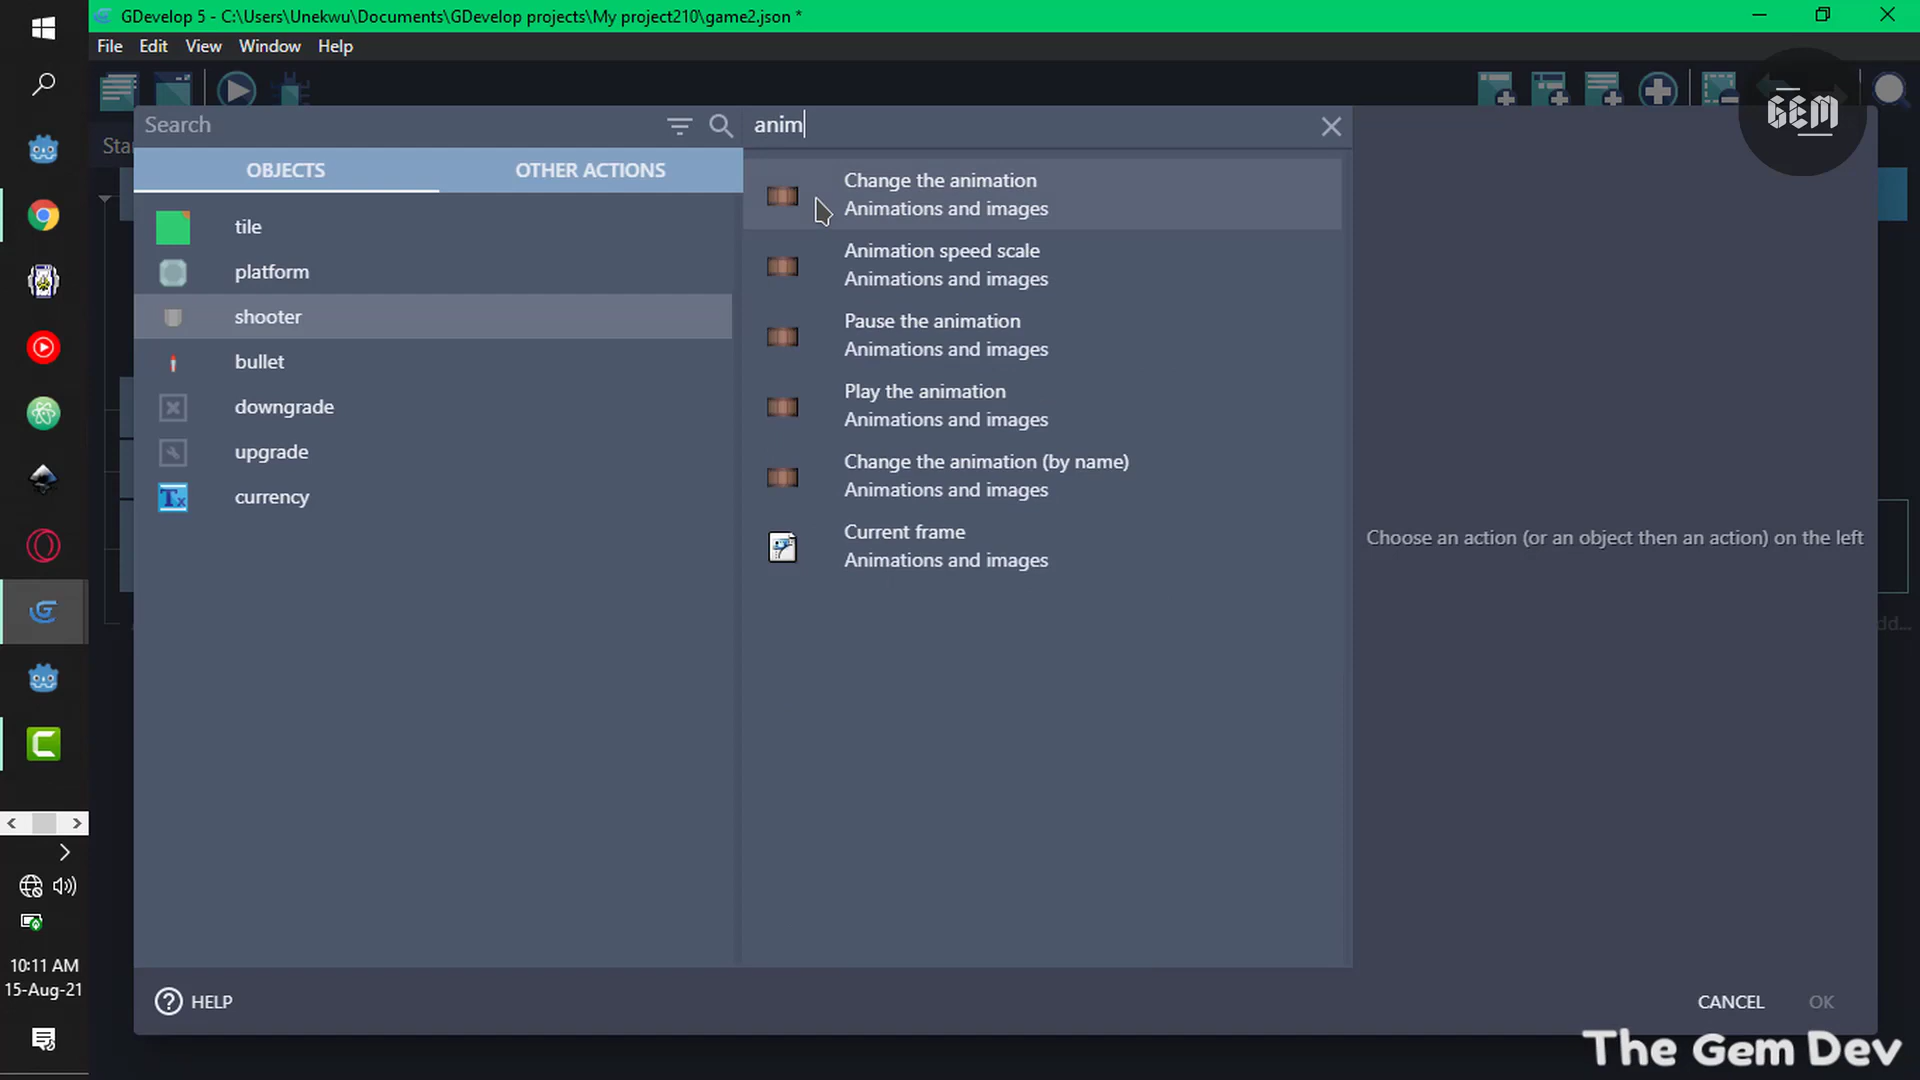 GDevelop 5 - C:\Users\Unekwu\Documents\GDevelop projects\My project210\game2.json *
File Edit View Window Help
GEM
Search
anim
Sta
OBJECTS
OTHER ACTIONS
tile
platform
shooter
bullet
downgrade
upgrade
currency
Change the animation
Animations and images
Animation speed scale
Animations and images
Pause the animation
Animations and images
Play the animation
Animations and images
Change the animation (by name)
Animations and images
Current frame
Animations and images
Choose an action (or an object then an action) on the left
dd...
10:11 AM
15-Aug-21
HELP
CANCEL
OK
The Gem Dev